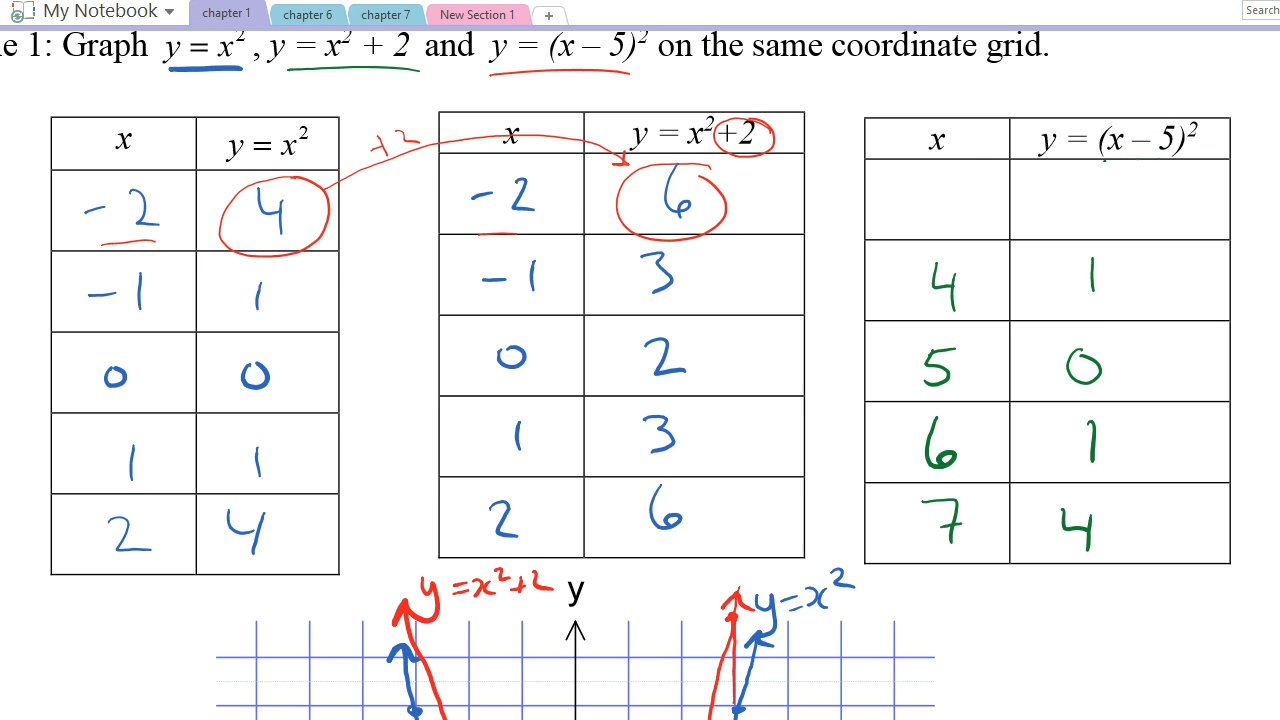 My Notebook chapter 1 chapter 6 chapter 7 New Section 1 + Search
e 1: Graph y = x², y = x² + 2 and y = (x – 5)² on the same coordinate grid.
+2
x y = x²
-2 4
-1 1
0 0
1 1
2 4
x y = x²+2
-2 6
-1 3
0 2
1 3
2 6
x y = (x – 5)²
4 1
5 0
6 1
7 4
y=x²+2 y y=x²